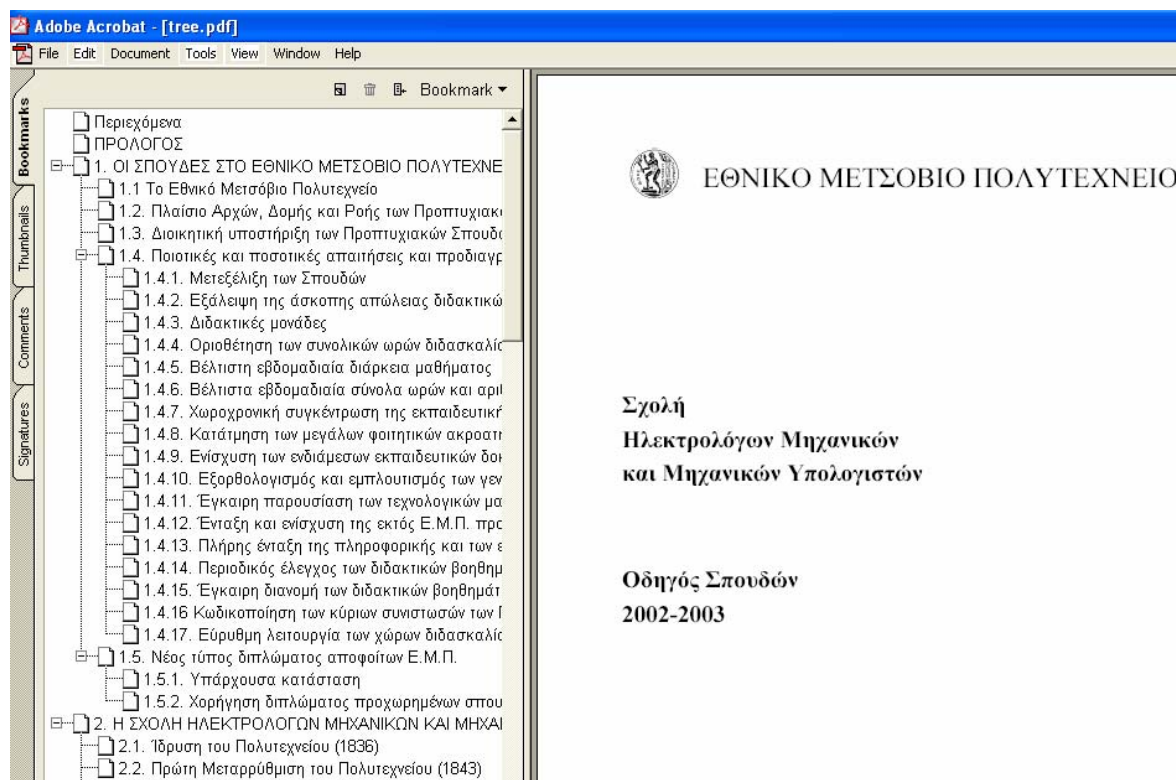 Adobe Acrobat - [tree.pdf]
File Edit Document Tools View Window Help
Bookmark
Bookmarks
Thumbnails
Comments
Signatures
Περιεχόμενα
ΠΡΟΛΟΓΟΣ
1. ΟΙ ΣΠΟΥΔΕΣ ΣΤΟ ΕΘΝΙΚΟ ΜΕΤΣΟΒΙΟ ΠΟΛΥΤΕΧΝΕ
1.1 Το Εθνικό Μετσόβιο Πολυτεχνείο
1.2. Πλαίσιο Αρχών, Δομής και Ροής των Προπτυχιακ
1.3. Διοικητική υποστήριξη των Προπτυχιακών Σπουδ
1.4. Ποιοτικές και ποσοτικές απαιτήσεις και προδιαγρ
1.4.1. Μετεξέλιξη των Σπουδών
1.4.2. Εξάλειψη της άσκοπης απώλειας διδακτικώ
1.4.3. Διδακτικές μονάδες
1.4.4. Οριοθέτηση των συνολικών ωρών διδασκαλί
1.4.5. Βέλτιστη εβδομαδιαία διάρκεια μαθήματος
1.4.6. Βέλτιστα εβδομαδιαία σύνολα ωρών και αρι
1.4.7. Χωροχρονική συγκέντρωση της εκπαιδευτική
1.4.8. Κατάτμηση των μεγάλων φοιτητικών ακροατ
1.4.9. Ενίσχυση των ενδιάμεσων εκπαιδευτικών δο
1.4.10. Εξορθολογισμός και εμπλουτισμός των γεν
1.4.11. Έγκαιρη παρουσίαση των τεχνολογικών μα
1.4.12. Ένταξη και ενίσχυση της εκτός Ε.Μ.Π. προ
1.4.13. Πλήρης ένταξη της πληροφορικής και των ε
1.4.14. Περιοδικός έλεγχος των διδακτικών βοηθημ
1.4.15. Έγκαιρη διανομή των διδακτικών βοηθημάτ
1.4.16 Κωδικοποίηση των κύριων συνιστωσών των Π
1.4.17. Εύρυθμη λειτουργία των χώρων διδασκαλί
1.5. Νέος τύπος διπλώματος αποφοίτων Ε.Μ.Π.
1.5.1. Υπάρχουσα κατάσταση
1.5.2. Χορήγηση διπλώματος προχωρημένων σπου
2. Η ΣΧΟΛΗ ΗΛΕΚΤΡΟΛΟΓΩΝ ΜΗΧΑΝΙΚΩΝ ΚΑΙ ΜΗΧΑ
2.1. Ίδρυση του Πολυτεχνείου (1836)
2.2. Πρώτη Μεταρρύθμιση του Πολυτεχνείου (1843)
ΕΘΝΙΚΟ ΜΕΤΣΟΒΙΟ ΠΟΛΥΤΕΧΝΕΙΟ
Σχολή
Ηλεκτρολόγων Μηχανικών
και Μηχανικών Υπολογιστών
Οδηγός Σπουδών
2002-2003